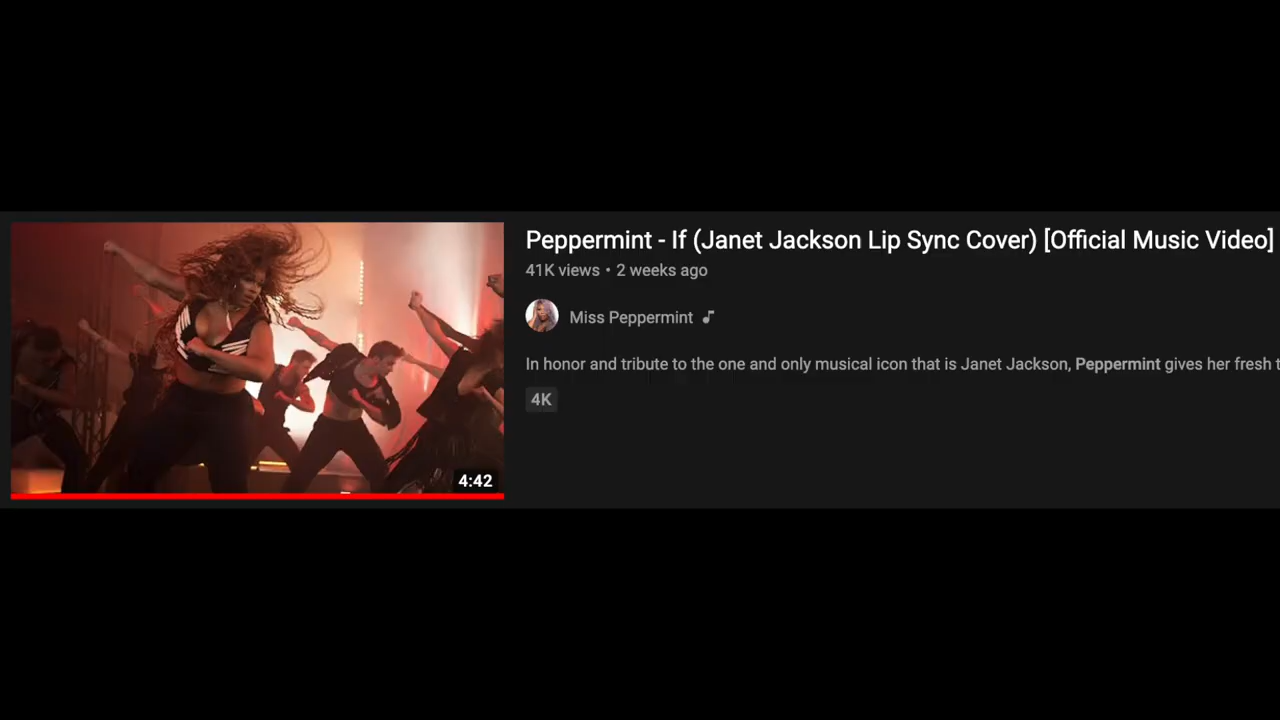 Peppermint - If (Janet Jackson Lip Sync Cover) [Official Music Video]
41K views • 2 weeks ago
Miss Peppermint
In honor and tribute to the one and only musical icon that is Janet Jackson, Peppermint gives her fresh
4K
4:42